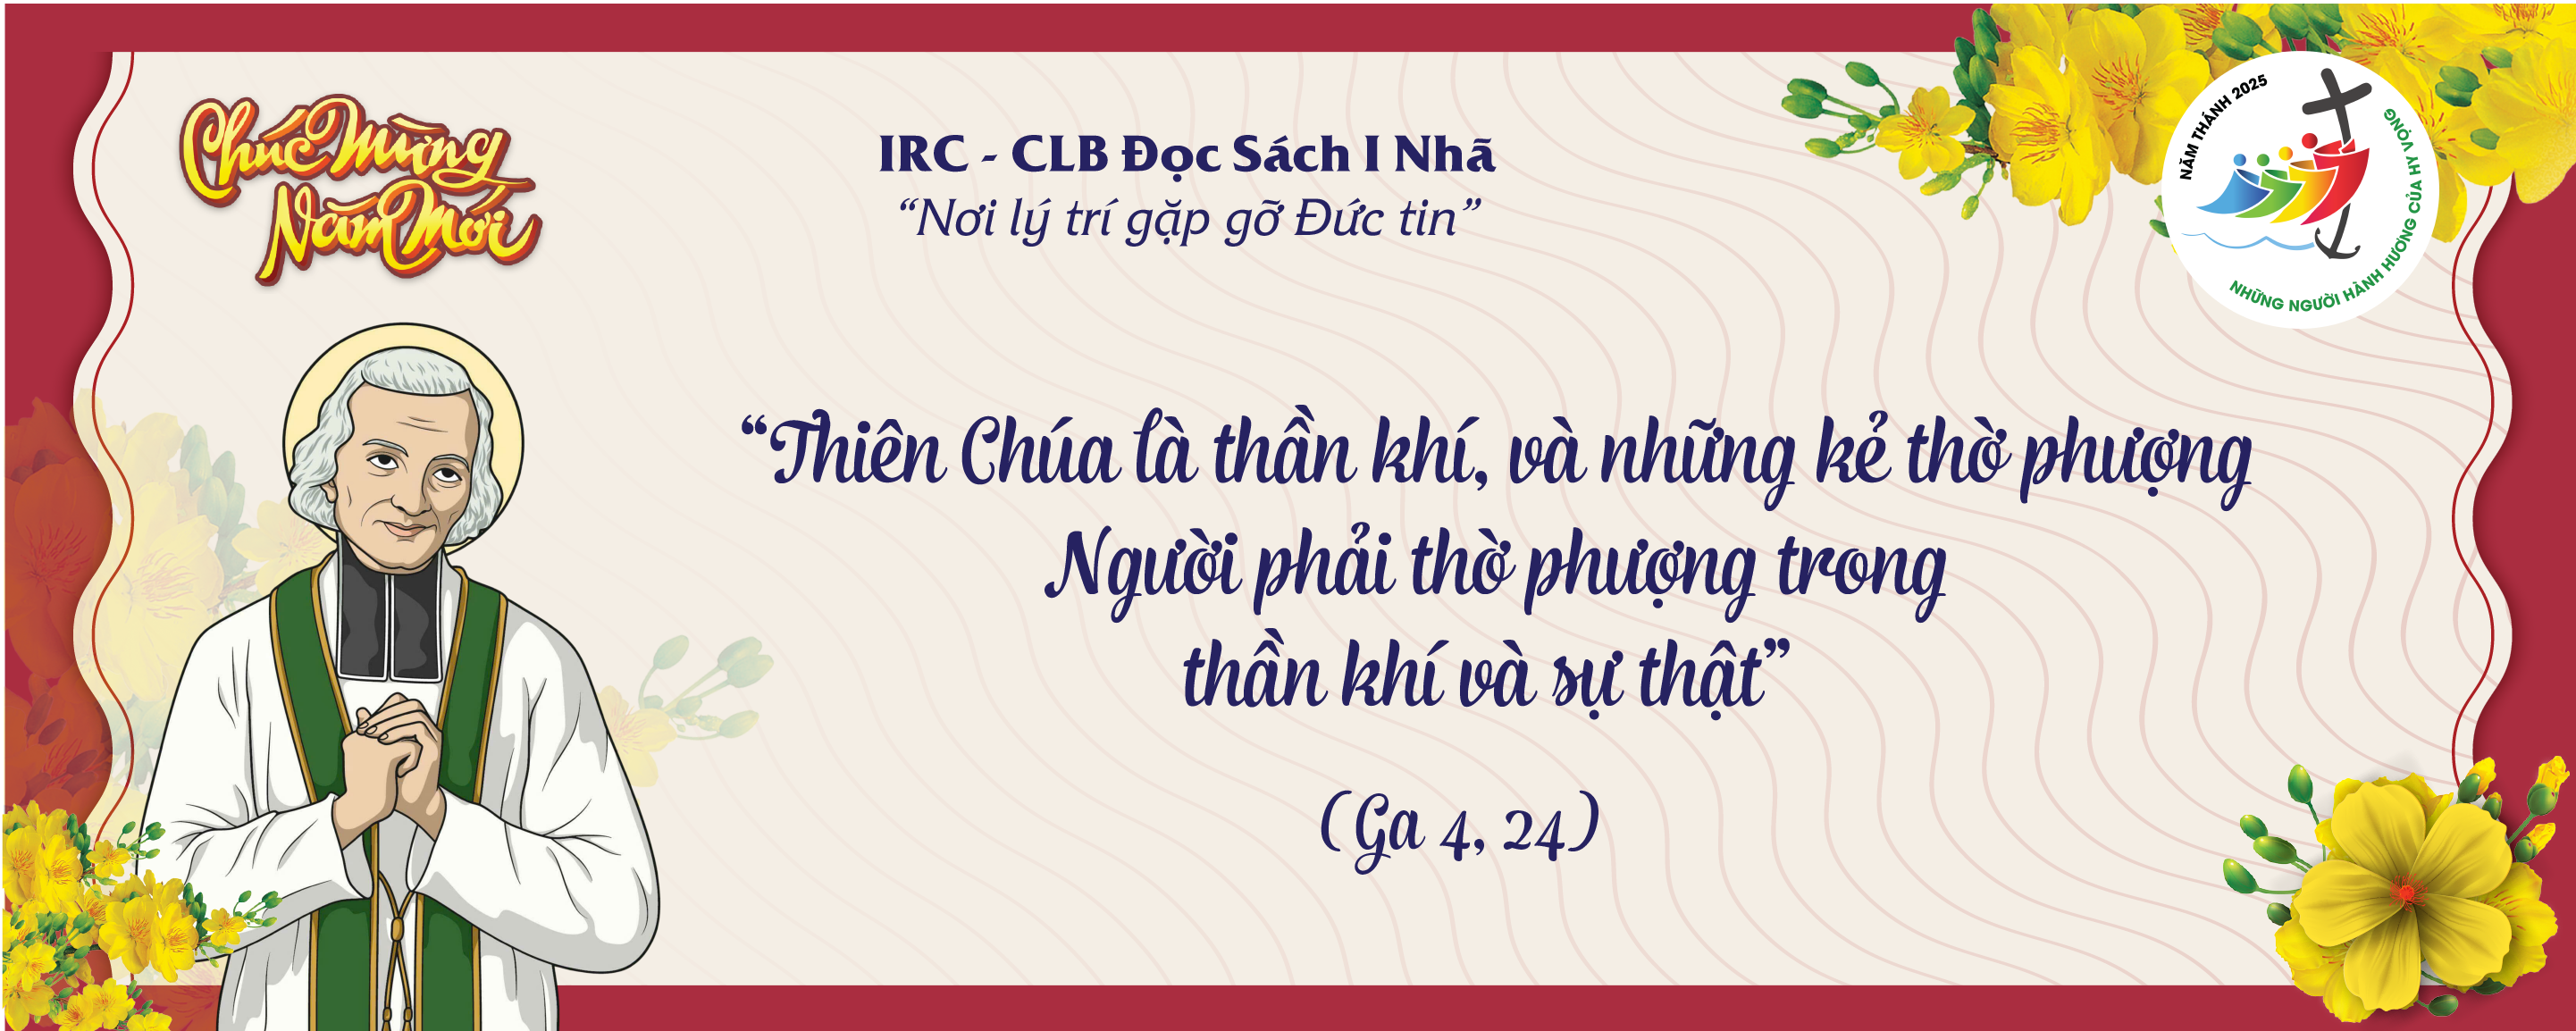 Chúc Mừng
Năm Mới
IRC - CLB Đọc Sách I Nhã
“Nơi lý trí gặp gỡ Đức tin”
NĂM THÁNH 2025
NHỮNG NGƯỜI HÀNH HƯƠNG CỦA HY VỌNG
“Thiên Chúa là thần khí, và những kẻ thờ phượng
Người phải thờ phượng trong
thần khí và sự thật”
(Ga 4, 24)